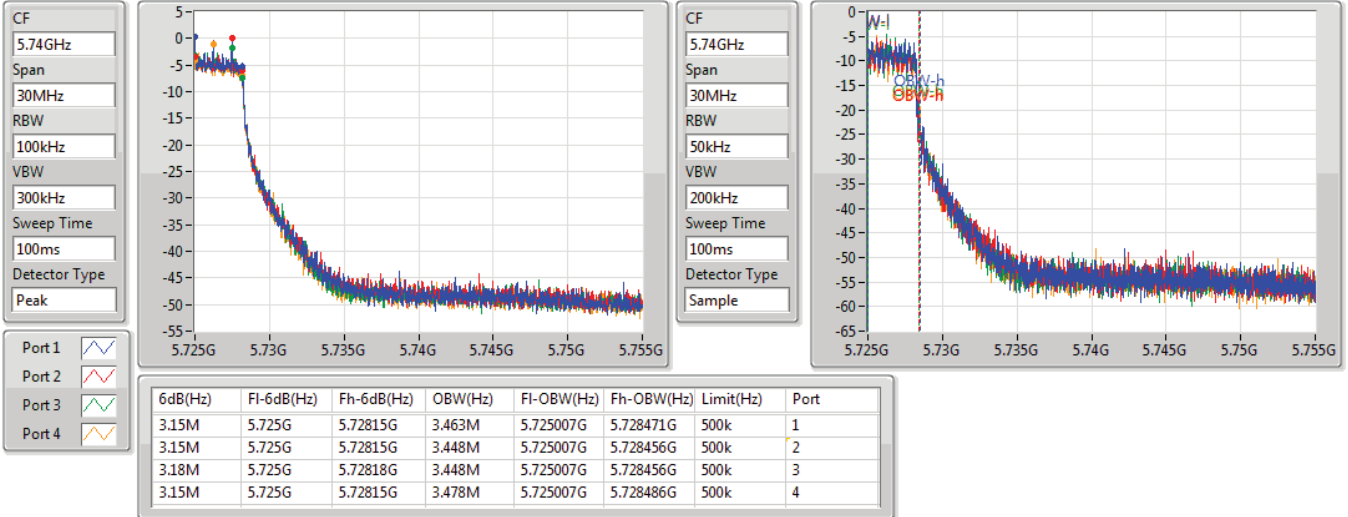 CF
5.74GHz
Span
30MHz
RBW
100kHz
VBW
300kHz
Sweep Time
100ms
Detector Type
Peak
5
0
-5
-10
-15
-20
-25
-30
-35
-40
-45
-50
-55
5.725G 5.73G 5.735G 5.74G 5.745G 5.75G 5.755G
CF
5.74GHz
Span
30MHz
RBW
50kHz
VBW
200kHz
Sweep Time
100ms
Detector Type
Sample
0
-5
-10
-15
-20
-25
-30
-35
-40
-45
-50
-55
-60
-65
W-l
OBW-h
OBW-h
5.725G 5.73G 5.735G 5.74G 5.745G 5.75G 5.755G
Port 1
Port 2
Port 3
Port 4
6dB(Hz) Fl-6dB(Hz) Fh-6dB(Hz) OBW(Hz) Fl-OBW(Hz) Fh-OBW(Hz) Limit(Hz) Port
3.15M 5.725G 5.72815G 3.463M 5.725007G 5.728471G 500k 1
3.15M 5.725G 5.72815G 3.448M 5.725007G 5.728456G 500k 2
3.18M 5.725G 5.72818G 3.448M 5.725007G 5.728456G 500k 3
3.15M 5.725G 5.72815G 3.478M 5.725007G 5.728486G 500k 4